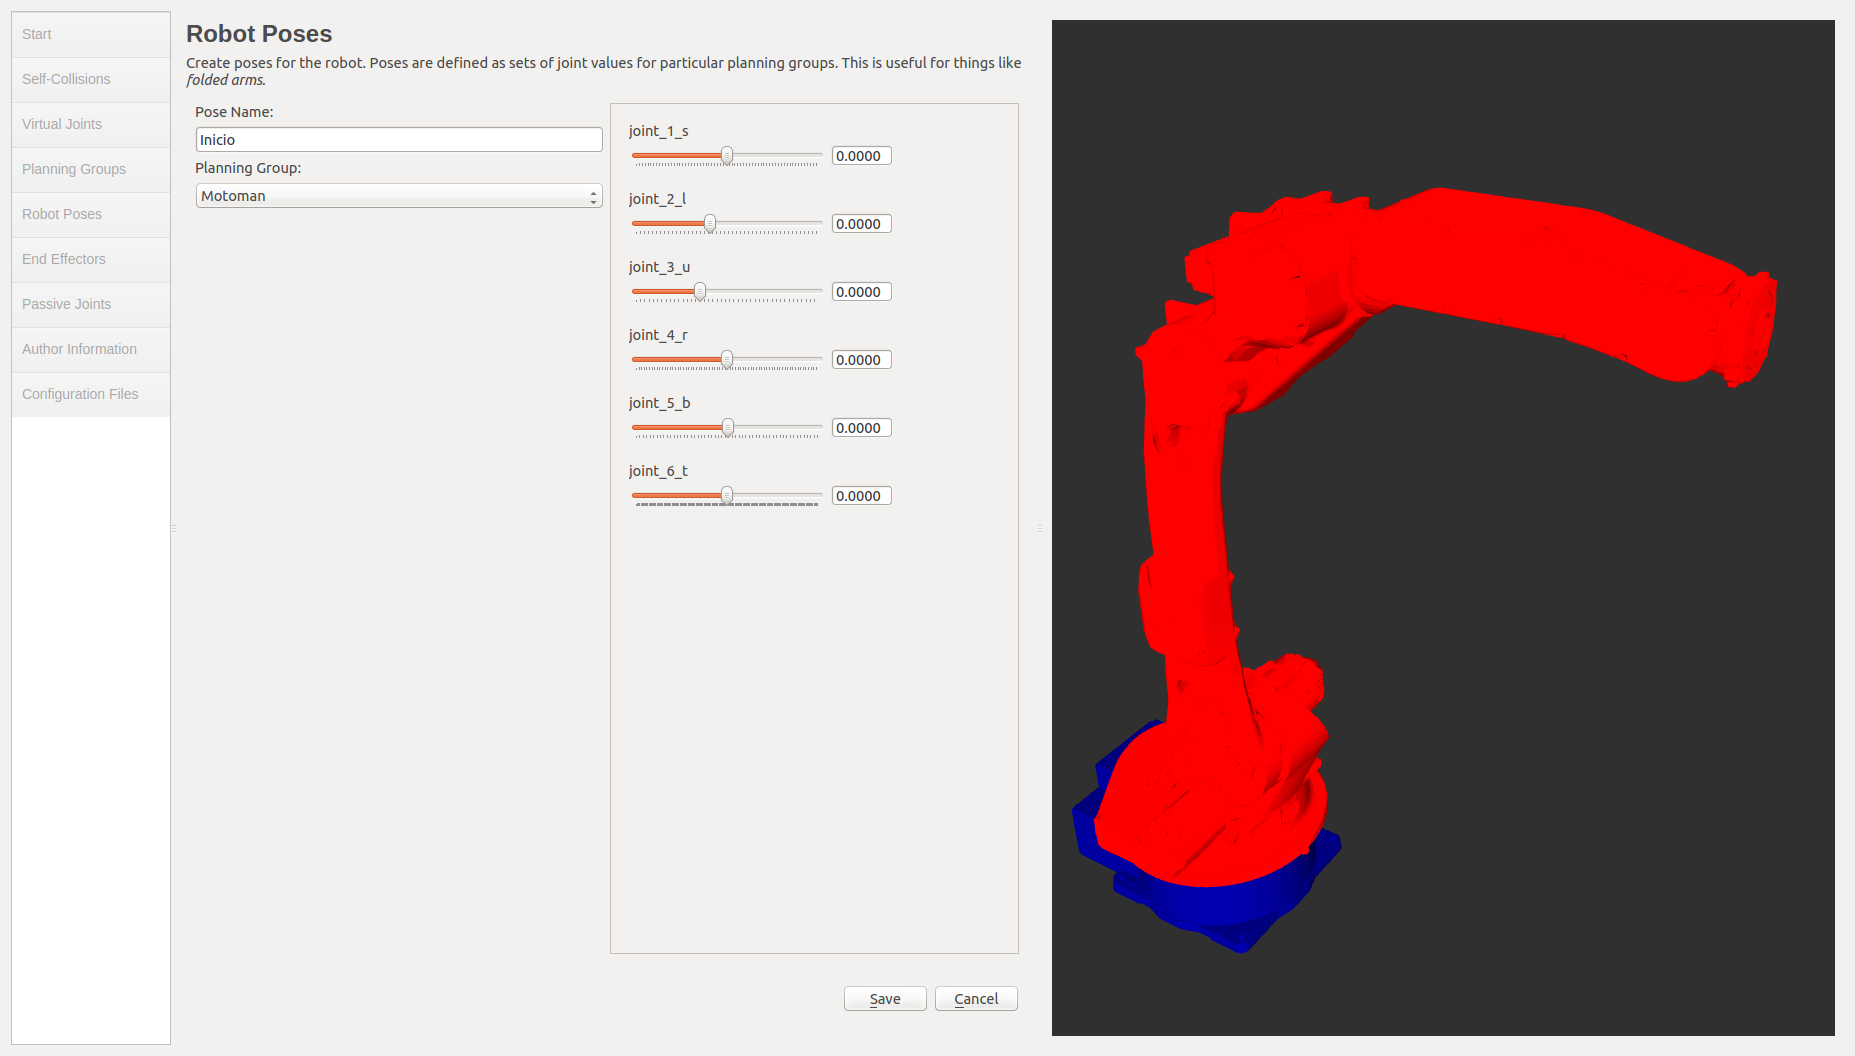 Start
Self-Collisions
Virtual Joints
Planning Groups
Robot Poses
End Effectors
Passive Joints
Author Information
Configuration Files
Robot Poses
Create poses for the robot. Poses are defined as sets of joint values for particular planning groups. This is useful for things like
folded arms.
Pose Name:
Inicio
Planning Group:
Motoman
joint_1_s
0.0000
joint_2_l
0.0000
joint_3_u
0.0000
joint_4_r
0.0000
joint_5_b
0.0000
joint_6_t
0.0000
Save Cancel